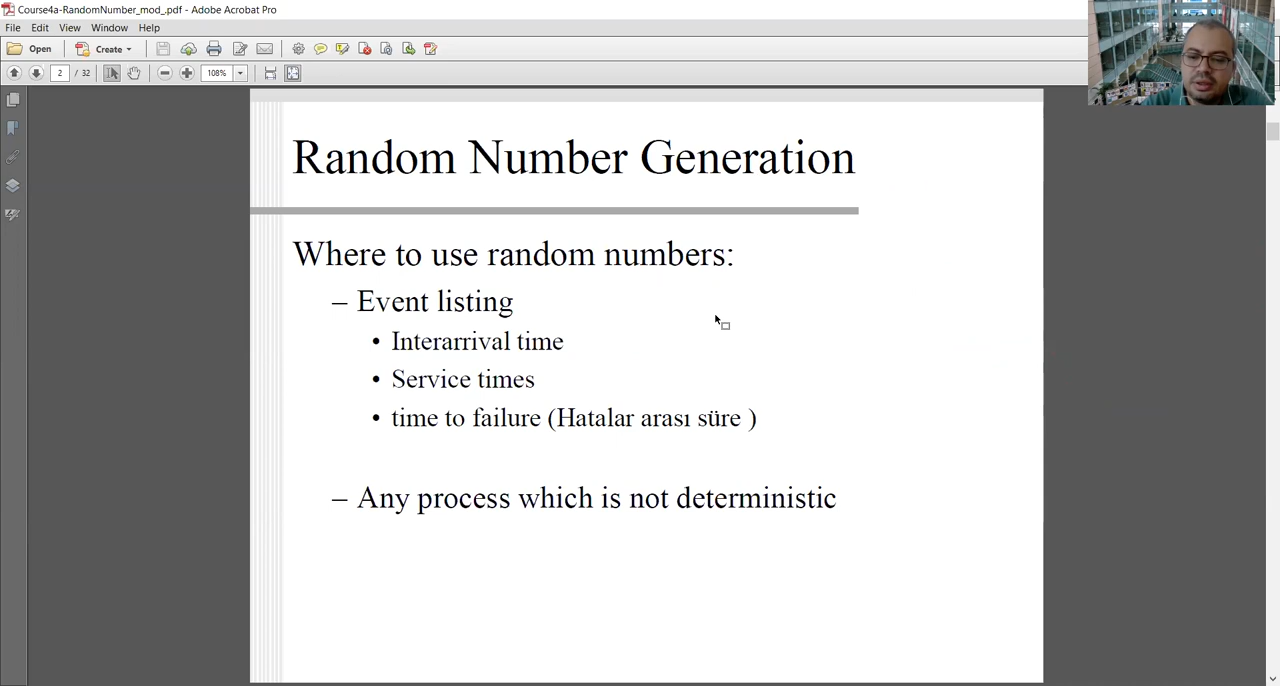 Course4a-RandomNumber_mod_.pdf - Adobe Acrobat Pro
File Edit View Window Help
Open Create
2 / 32 108%
Random Number Generation
Where to use random numbers:
– Event listing
• Interarrival time
• Service times
• time to failure (Hatalar arası süre )
– Any process which is not deterministic